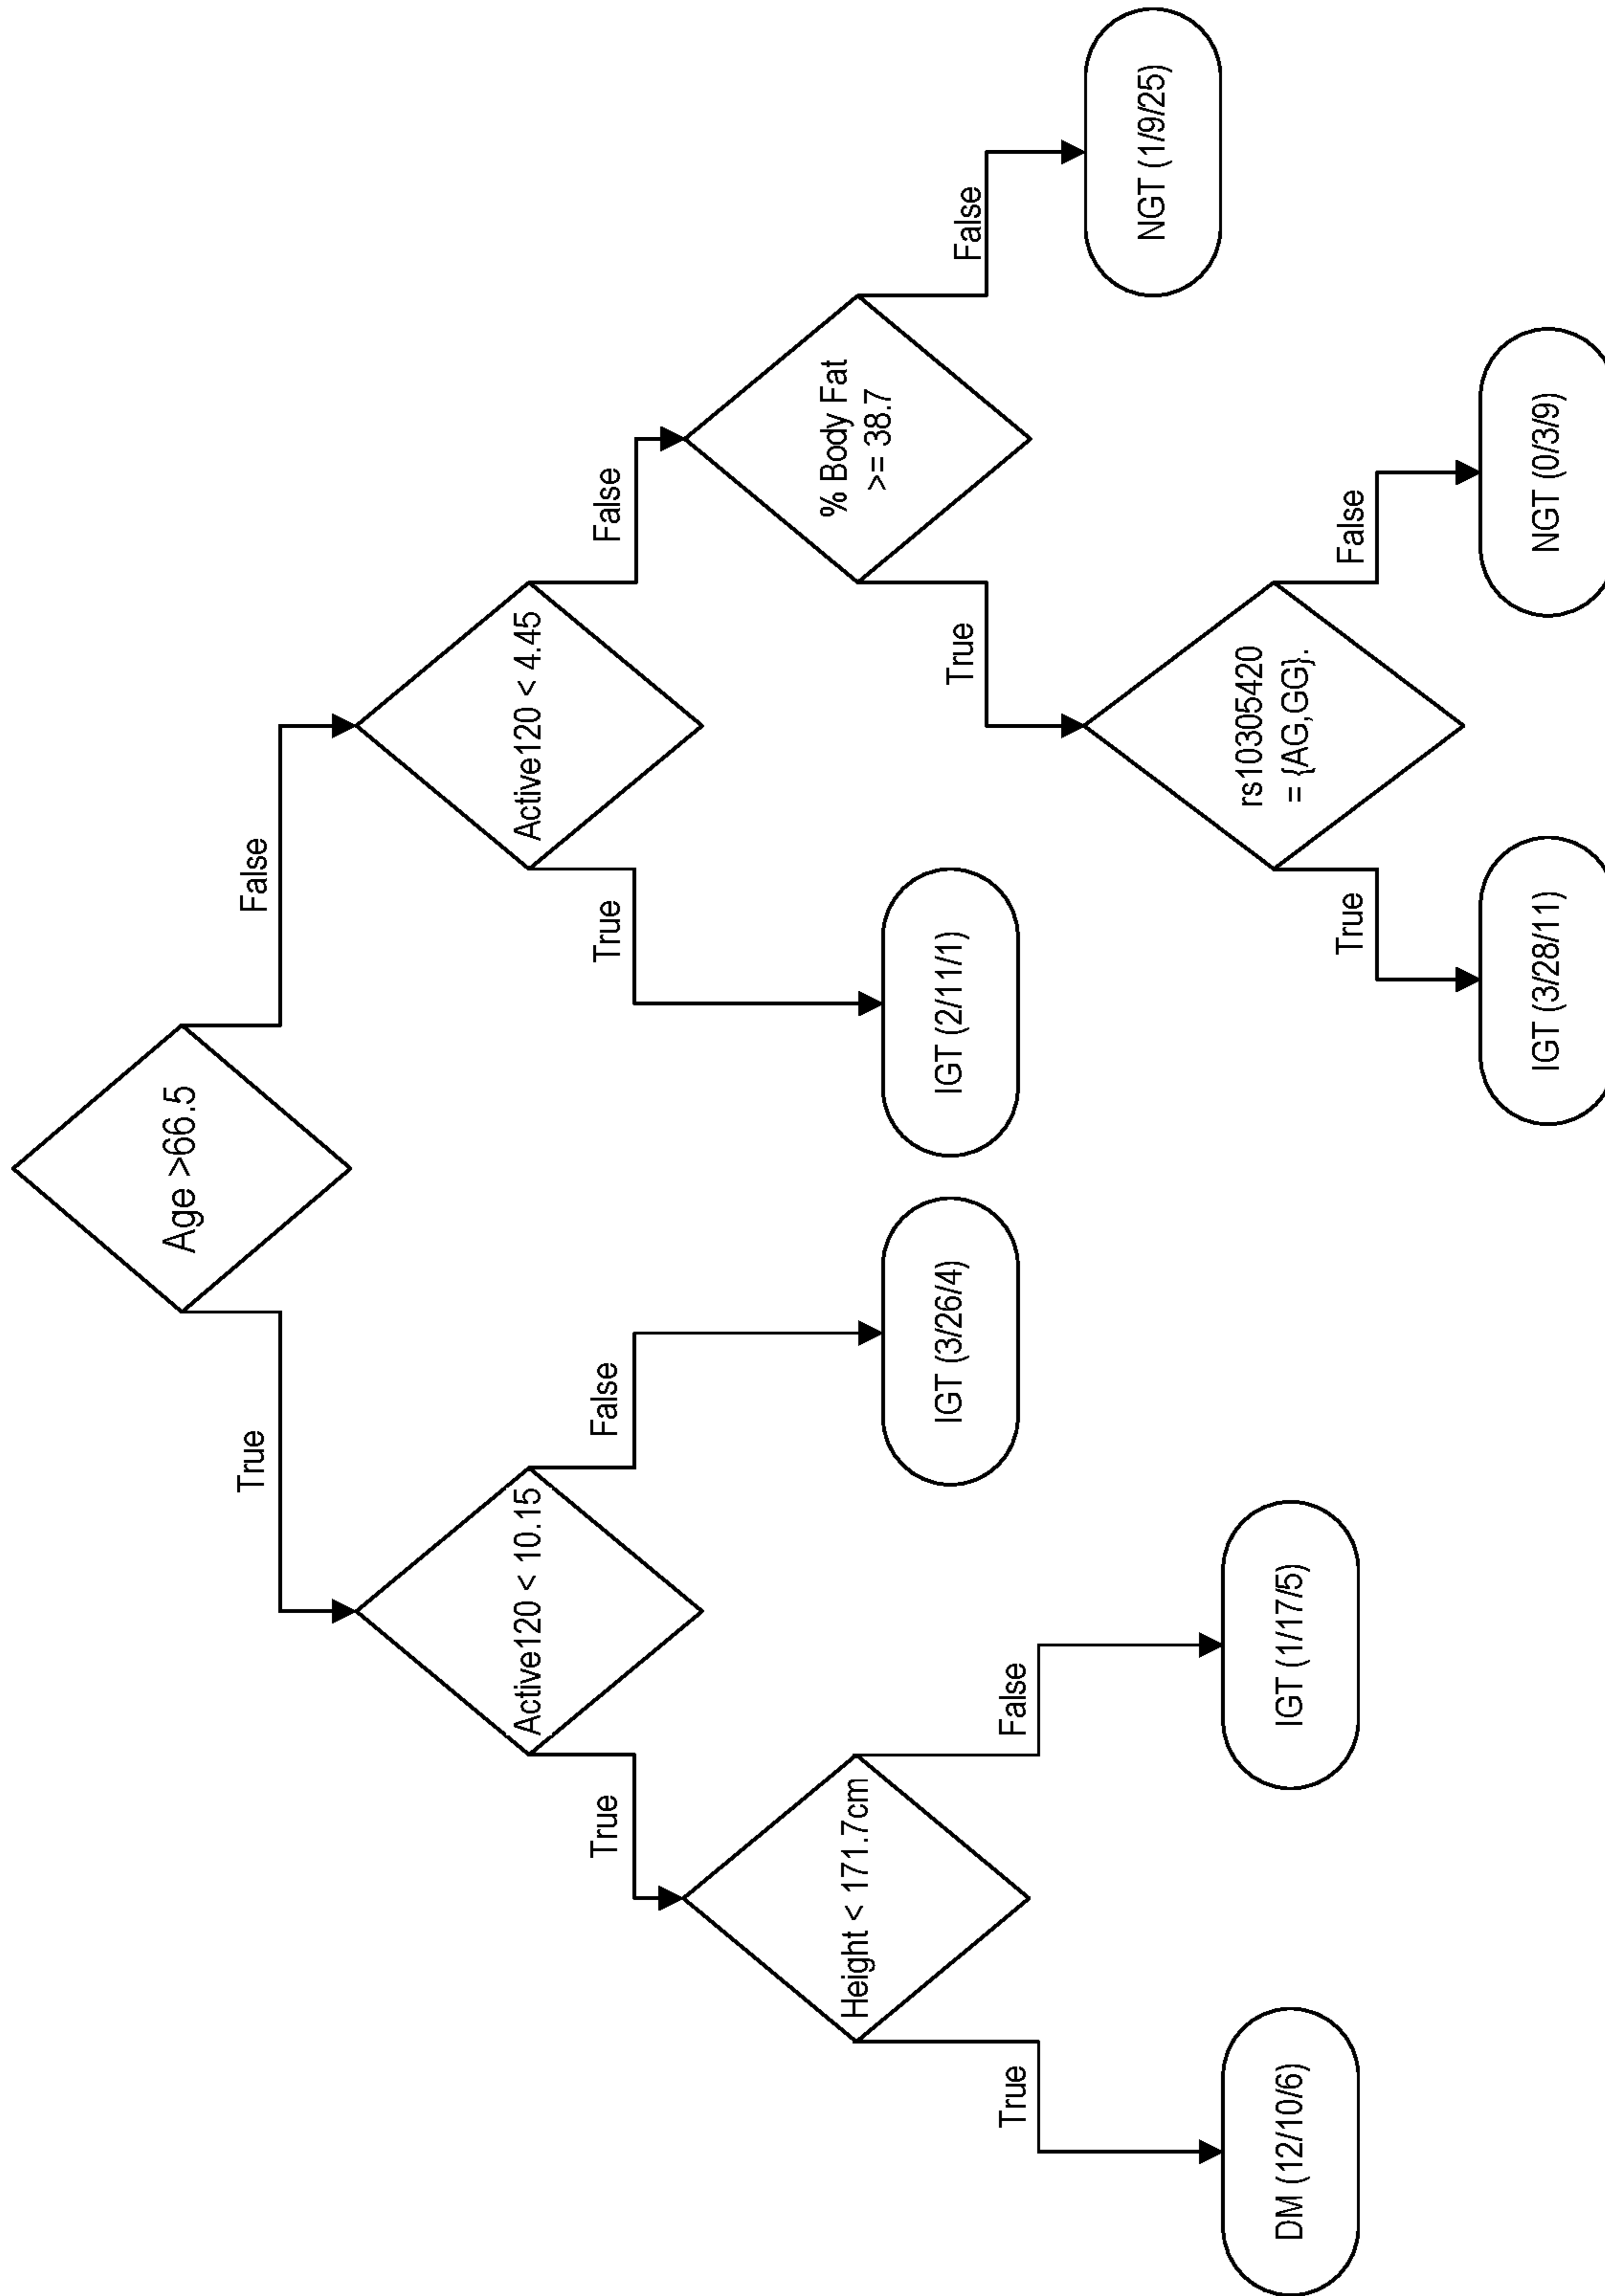 Age >66.5
True
False
Active120 < 10.15
Active120 < 4.45
True
False
True
False
Height < 171.7cm
IGT (3/26/4)
IGT (2/11/1)
% Body Fat
>= 38.7
True
False
True
False
DM (12/10/6)
IGT (1/17/5)
rs10305420
= {AG,GG}.
NGT (1/9/25)
True
False
IGT (3/28/11)
NGT (0/3/9)